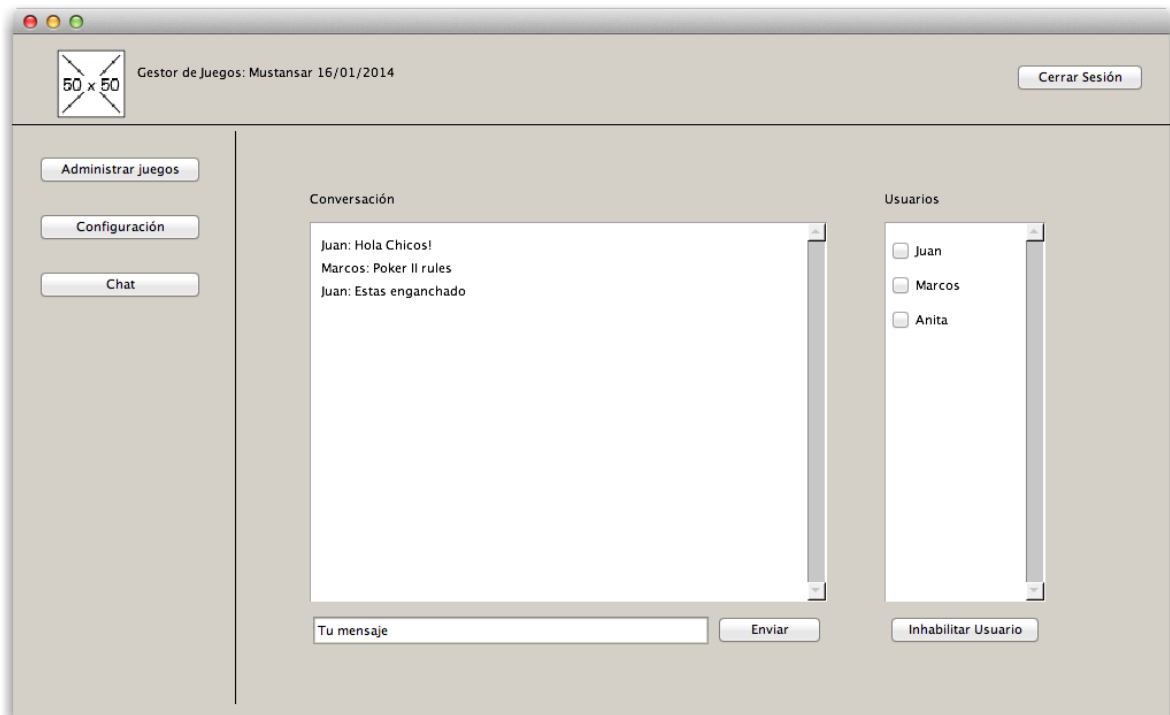 50 x 50
Gestor de Juegos: Mustansar 16/01/2014
Cerrar Sesión
Administrar juegos
Configuración
Chat
Conversación
Juan: Hola Chicos!
Marcos: Poker II rules
Juan: Estas enganchado
Tu mensaje
Enviar
Usuarios
Juan
Marcos
Anita
Inhabilitar Usuario